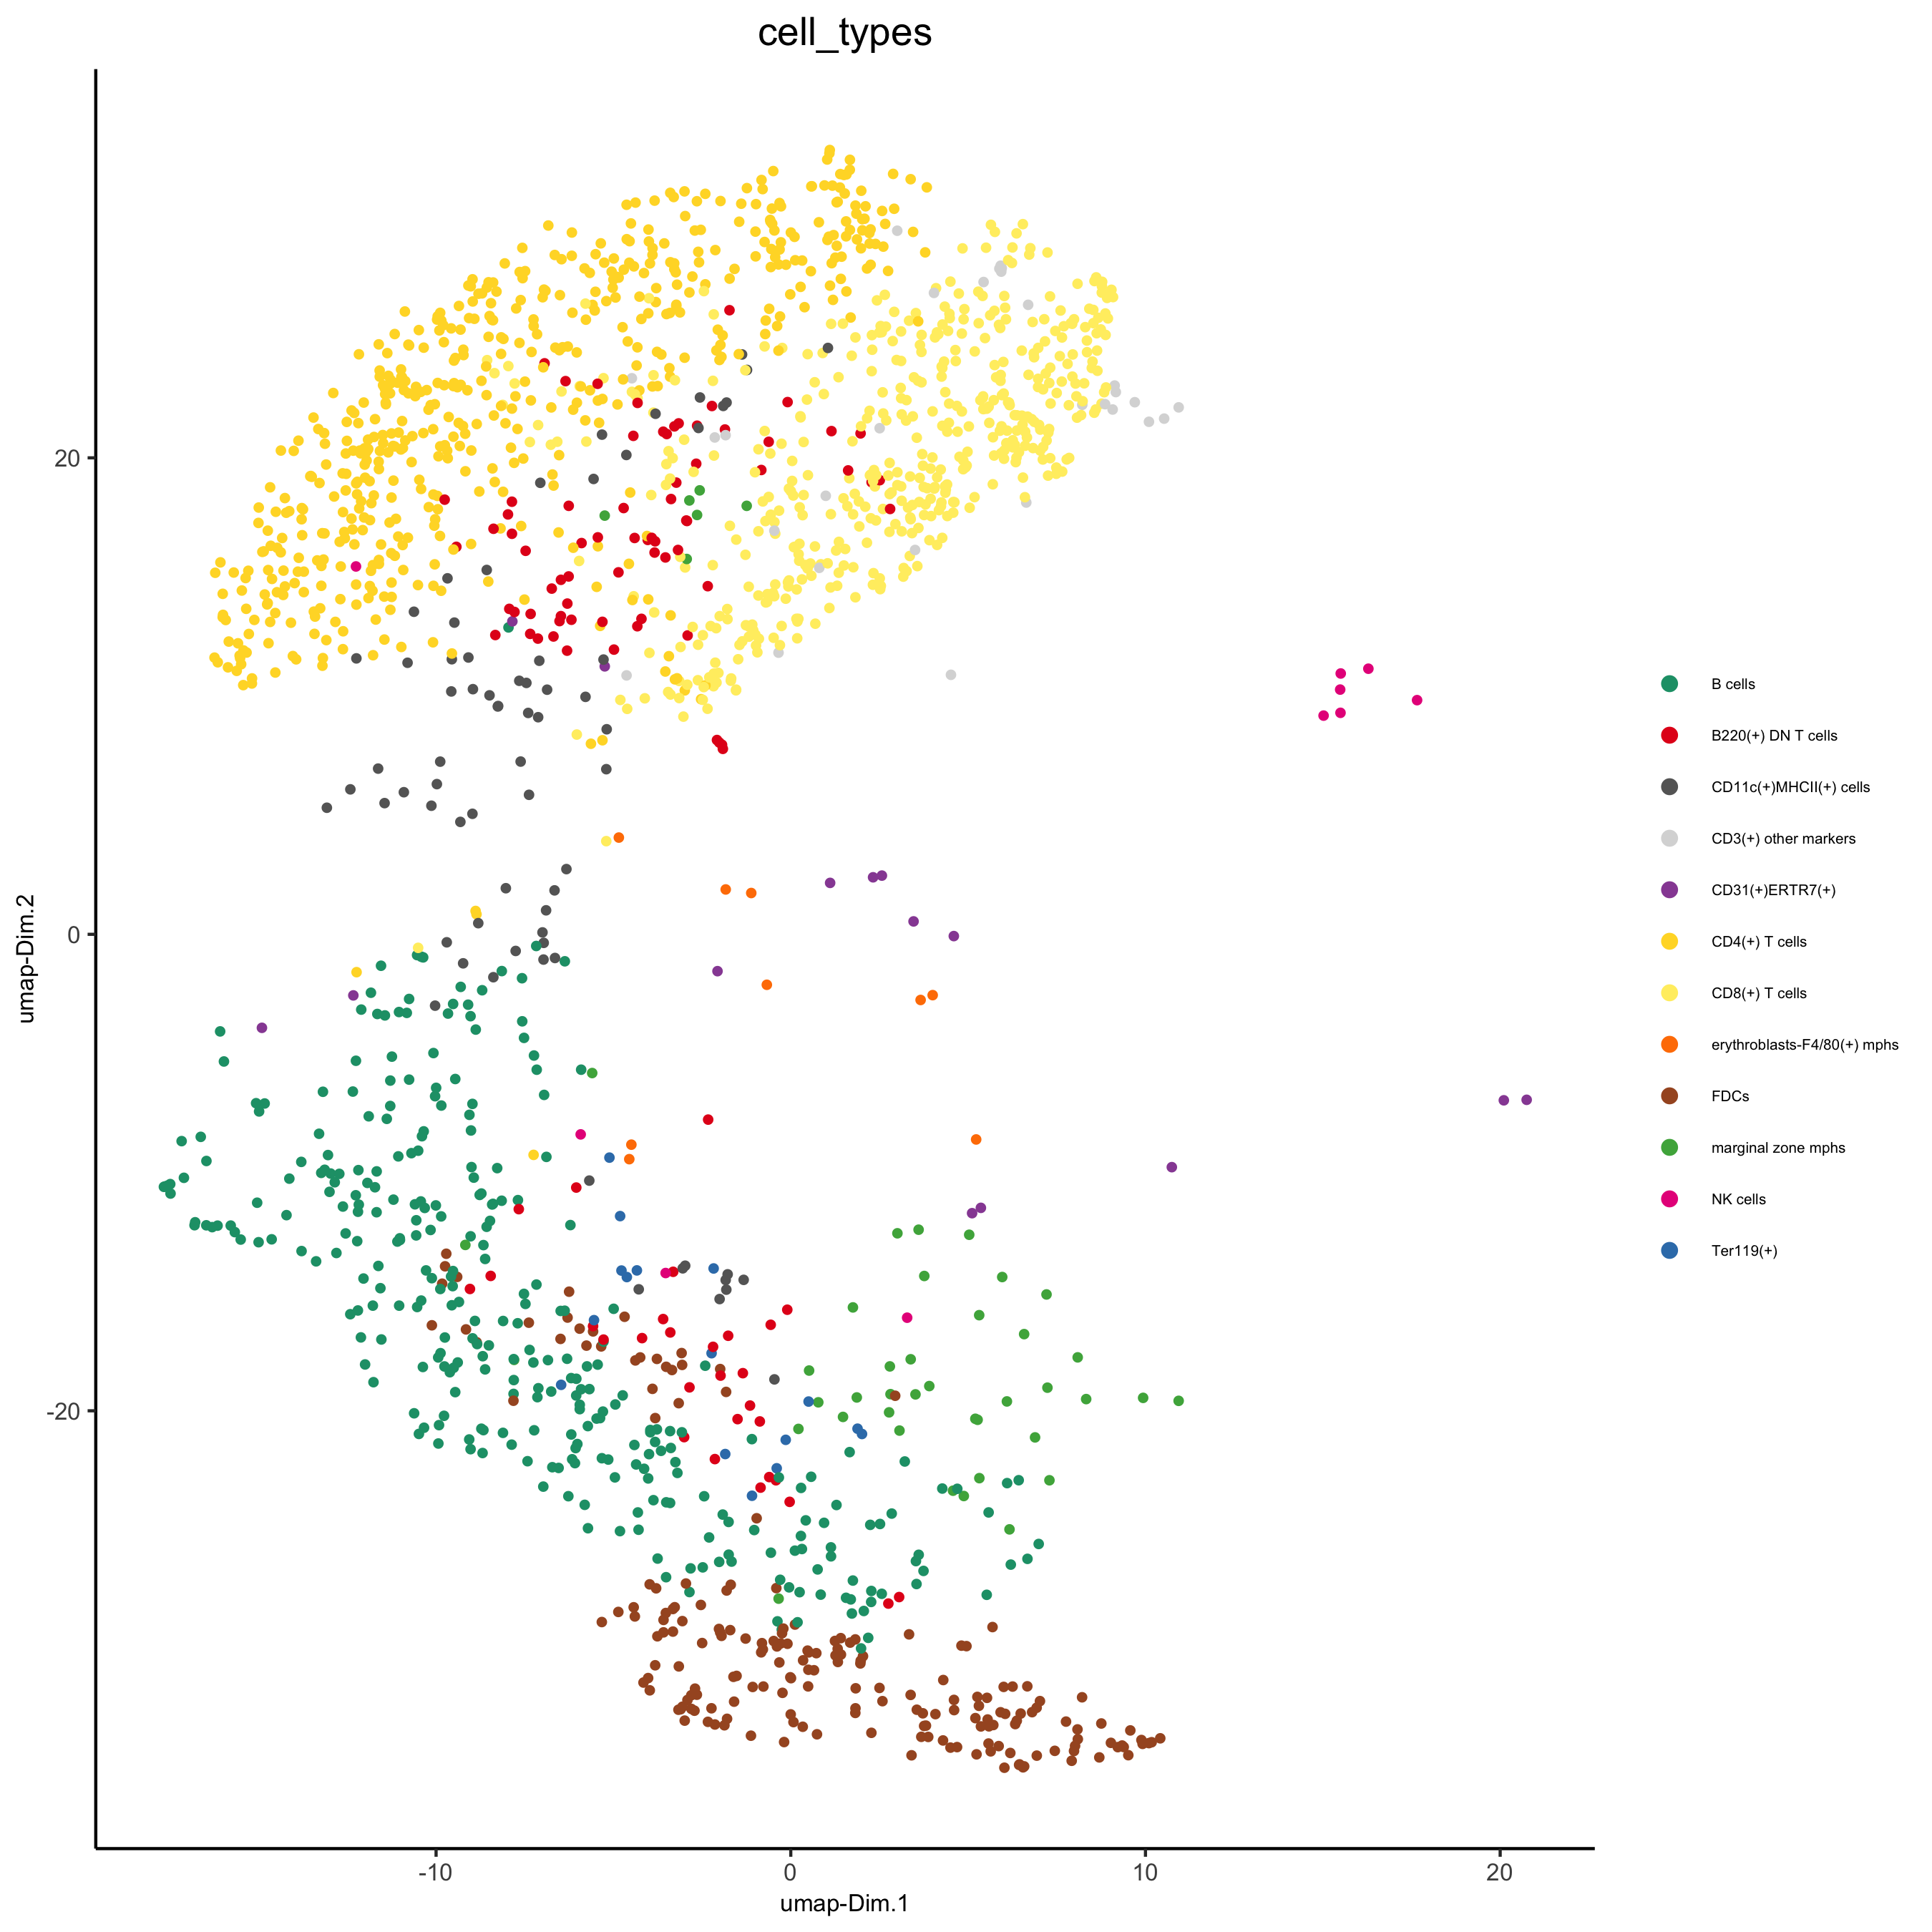 cell_types
umap-Dim.2
20
0
-20
-10
0
10
20
umap-Dim.1
B cells
B220(+) DN T cells
CD11c(+)MHCII(+) cells
CD3(+) other markers
CD31(+)ERTR7(+)
CD4(+) T cells
CD8(+) T cells
erythroblasts-F4/80(+) mphs
FDCs
marginal zone mphs
NK cells
Ter119(+)